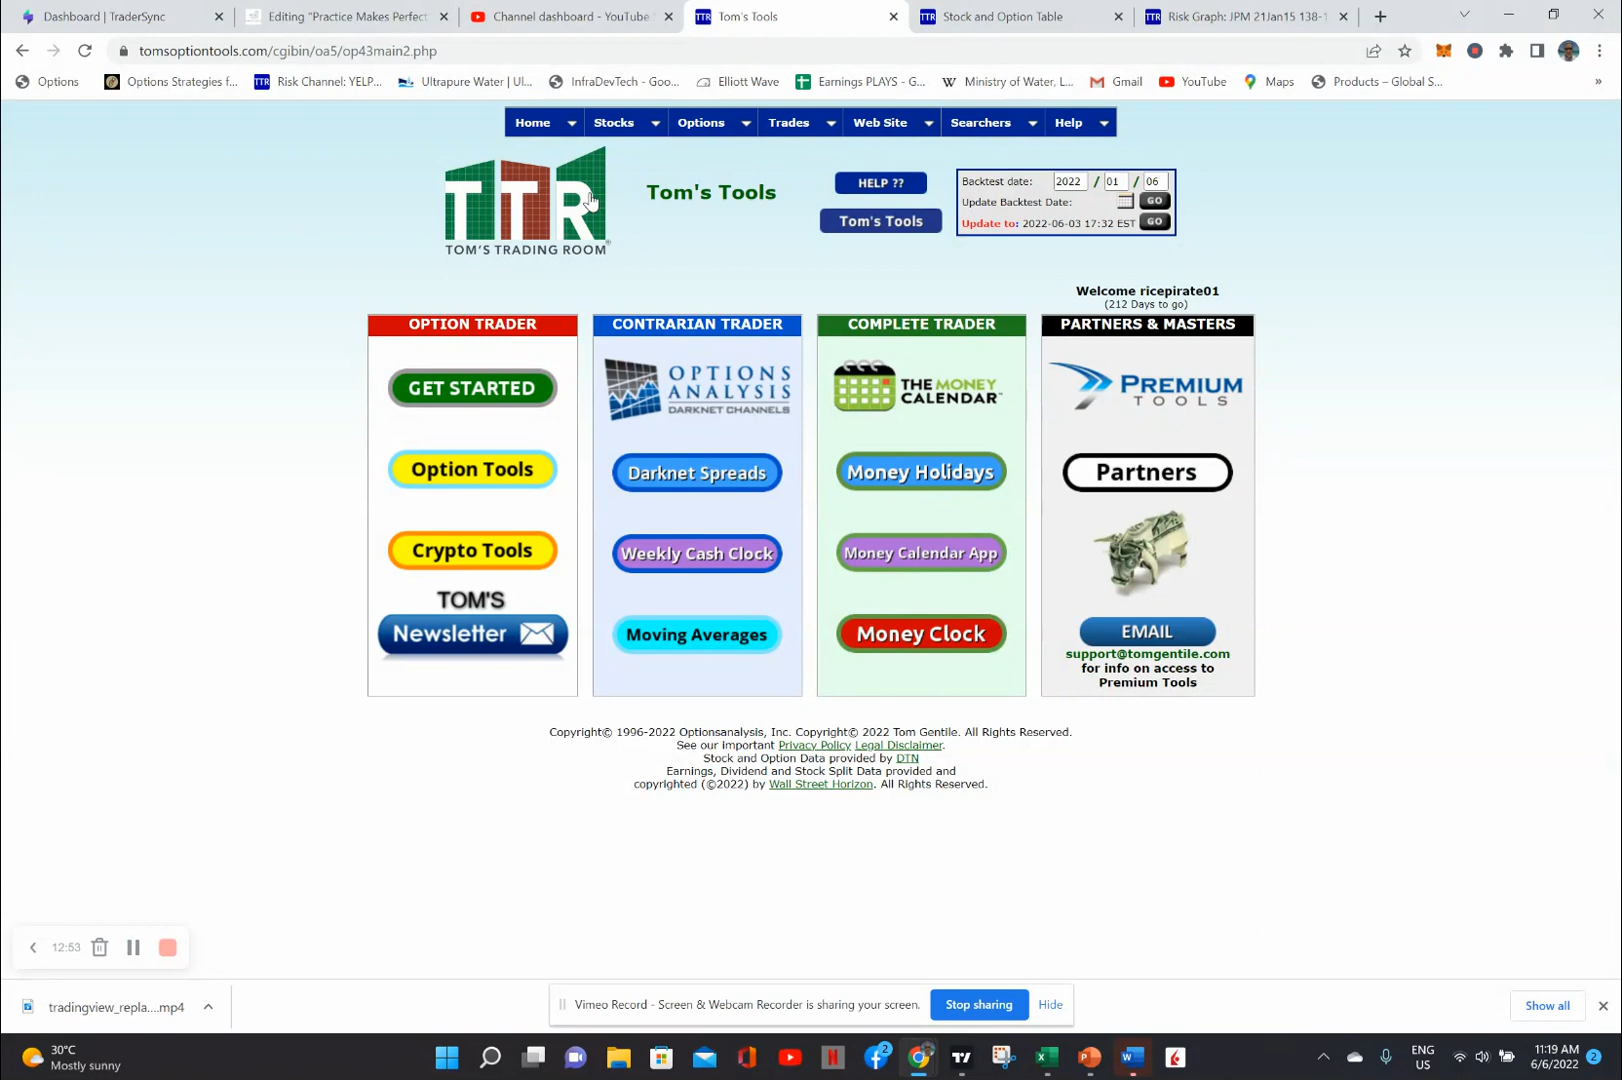 Dashboard | TraderSync
Editing "Practice Makes Perfect
Channel dashboard - YouTube
Tom's Tools
Stock and Option Table
Risk Graph: JPM 21Jan15 138-1
tomsoptiontools.com/cgibin/oa5/op43main2.php
Options
Options Strategies f...
Risk Channel: YELP...
Ultrapure Water | Ul...
InfraDevTech - Goo...
Elliott Wave
Earnings PLAYS - G...
Ministry of Water, I...
Gmail
YouTube
Maps
Products – Global S...
»
Home
Stocks
Options
Trades
Web Site
Searchers
Help
TTR
TOM'S TRADING ROOM®
Tom's Tools
HELP ??
Tom's Tools
Backtest date: 2022 / 01 / 06
Update Backtest Date: GO
Update to: 2022-06-03 17:32 EST GO
Welcome ricepirate01
(212 Days to go)
OPTION TRADER
GET STARTED
Option Tools
Crypto Tools
TOM'S
Newsletter
CONTRARIAN TRADER
OPTIONS
ANALYSIS
DARKNET CHANNELS
Darknet Spreads
Weekly Cash Clock
Moving Averages
COMPLETE TRADER
THE MONEY
CALENDAR™
Money Holidays
Money Calendar App
Money Clock
PARTNERS & MASTERS
PREMIUM
TOOLS
Partners
EMAIL
support@tomgentile.com
for info on access to
Premium Tools
Copyright© 1996-2022 Optionsanalysis, Inc. Copyright© 2022 Tom Gentile. All Rights Reserved.
See our important Privacy Policy Legal Disclaimer.
Stock and Option Data provided by DTN
Earnings, Dividend and Stock Split Data provided and
copyrighted (©2022) by Wall Street Horizon. All Rights Reserved.
12:53
tradingview_repla....mp4
Vimeo Record - Screen & Webcam Recorder is sharing your screen.
Stop sharing
Hide
Show all
30°C
Mostly sunny
2
ENG
US
11:19 AM
6/6/2022
2